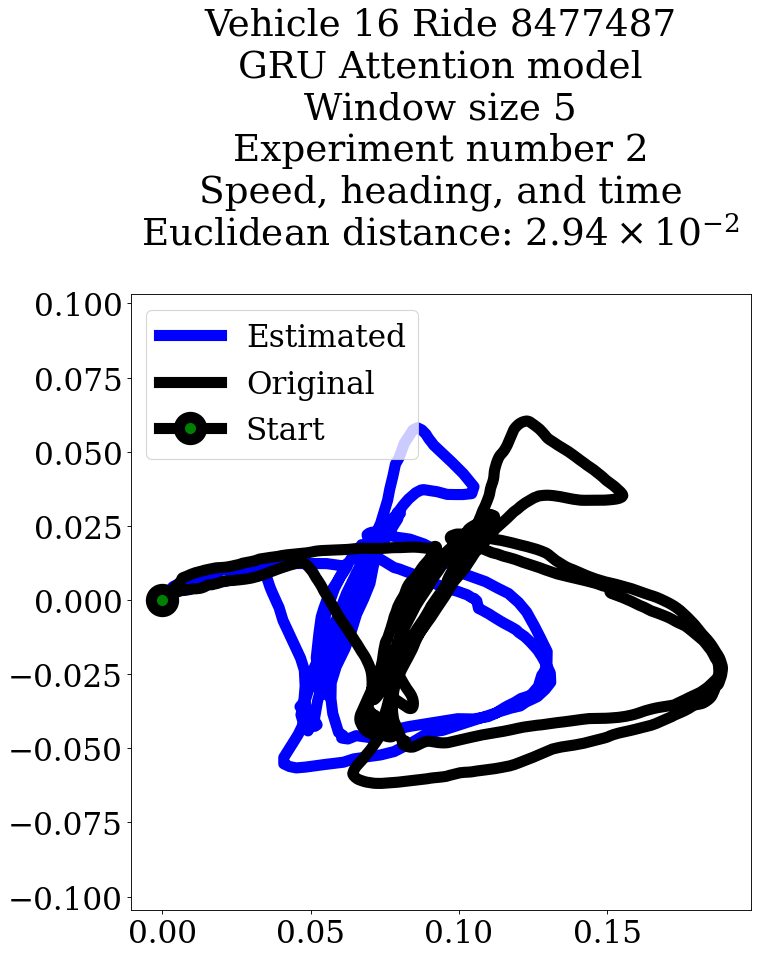 Vehicle 16 Ride 8477487
GRU Attention model
Window size 5
Experiment number 2
Speed, heading, and time
Euclidean distance: 2.94 × 10⁻²
0.100
0.075
0.050
0.025
0.000
−0.025
−0.050
−0.075
−0.100
Estimated
Original
Start
0.00 0.05 0.10 0.15